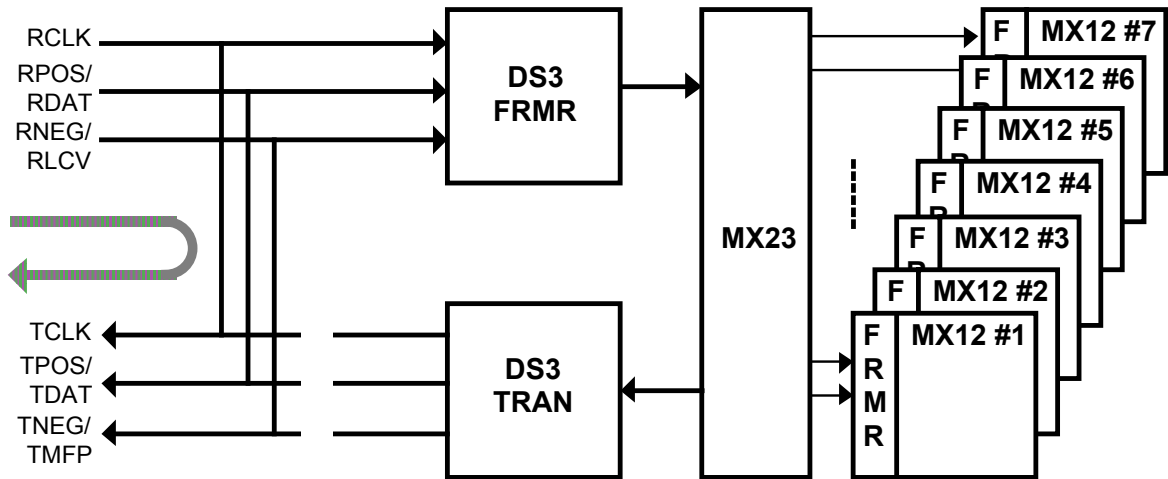 RCLK
RPOS/
RDAT
RNEG/
RLCV
TCLK
TPOS/
TDAT
TNEG/
TMFP
DS3
FRMR
DS3
TRAN
MX23
F MX12 #7
F MX12 #6
F MX12 #5
F MX12 #4
F MX12 #3
F MX12 #2
F MX12 #1
R
M
R